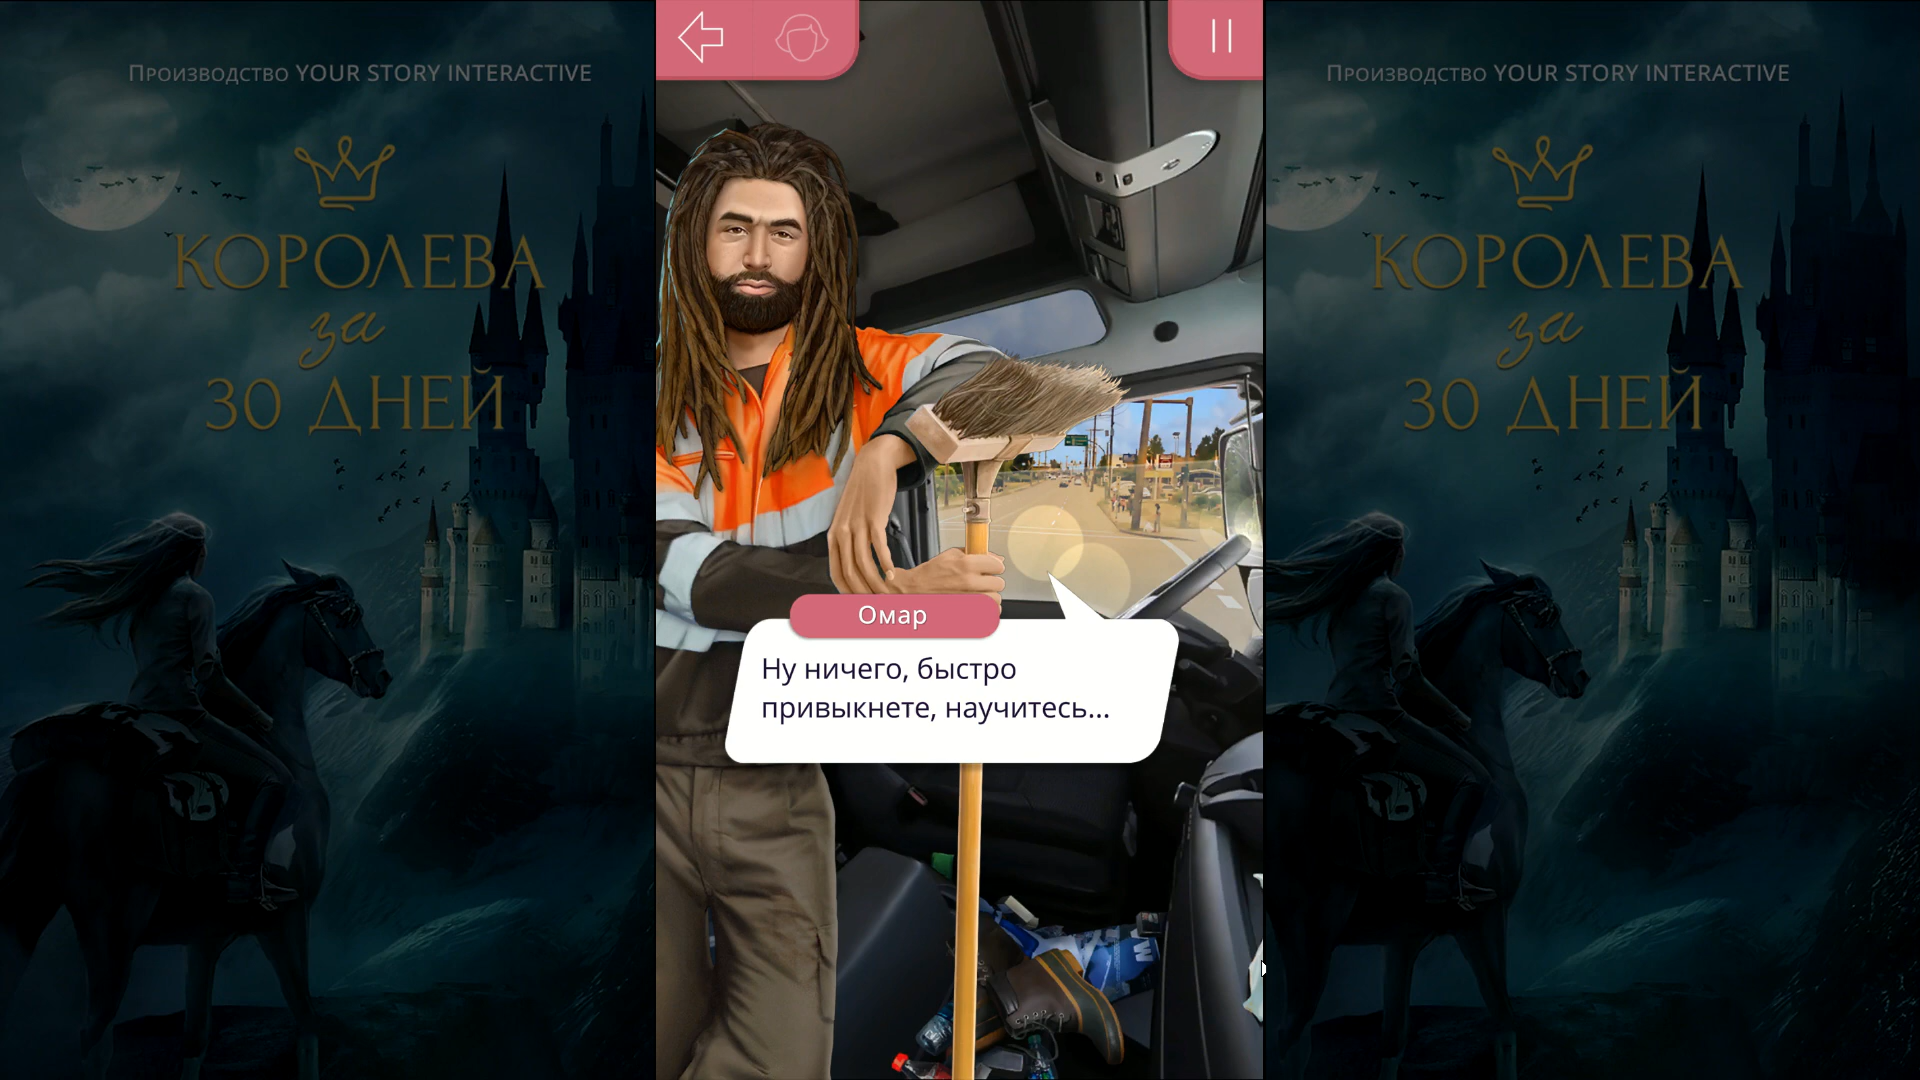 Производство YOUR STORY INTERACTIVE
КОРОЛЕВА
за
30 ДНЕЙ
Омар
Ну ничего, быстро
привыкнете, научитесь...
W
Производство YOUR STORY INTERACTIVE
КОРОЛЕВА
за
30 ДНЕЙ